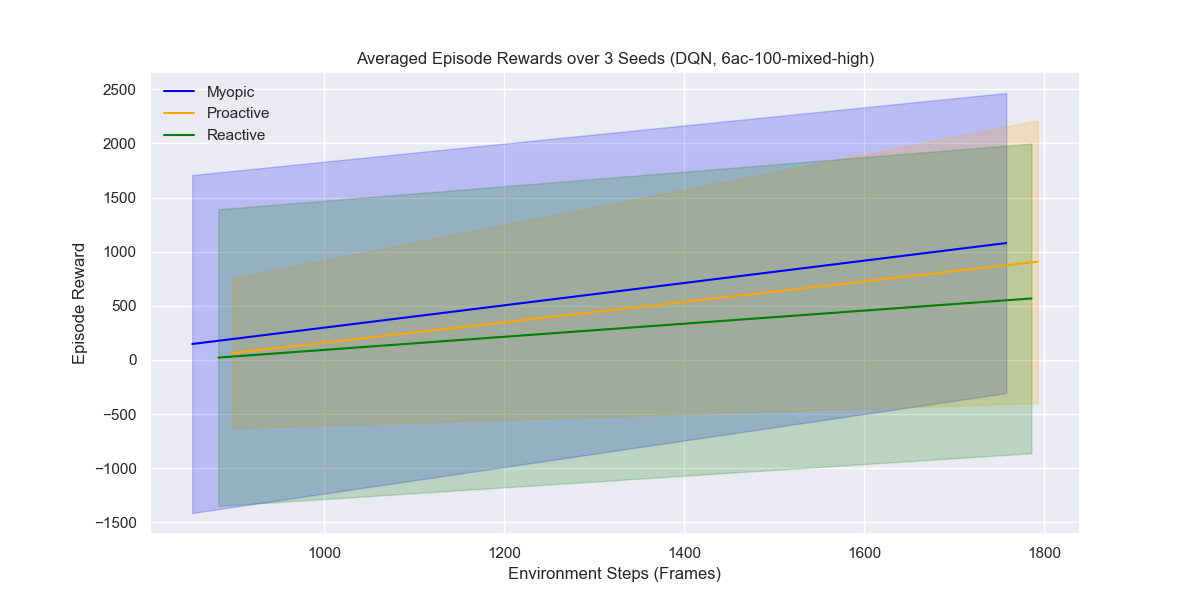 Averaged Episode Rewards over 3 Seeds (DQN, 6ac-100-mixed-high)
Myopic
Proactive
Reactive
Episode Reward
2500
2000
1500
1000
500
0
−500
−1000
−1500
1000 1200 1400 1600 1800
Environment Steps (Frames)